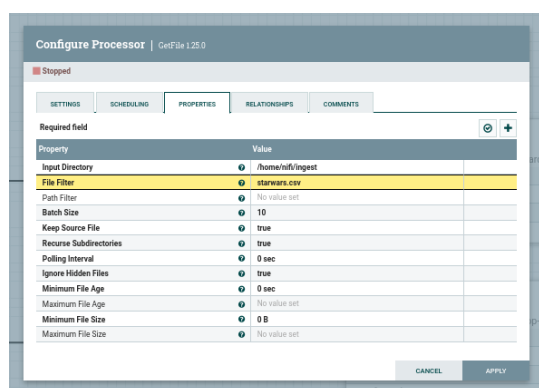 Configure Processor | GetFile 1.25.0
Stopped
SETTINGS SCHEDULING PROPERTIES RELATIONSHIPS COMMENTS
Required field
Property Value
Input Directory /home/nifi/ingest
File Filter starwars.csv
Path Filter No value set
Batch Size 10
Keep Source File true
Recurse Subdirectories true
Polling Interval 0 sec
Ignore Hidden Files true
Minimum File Age 0 sec
Maximum File Age No value set
Minimum File Size 0 B
Maximum File Size No value set
CANCEL APPLY